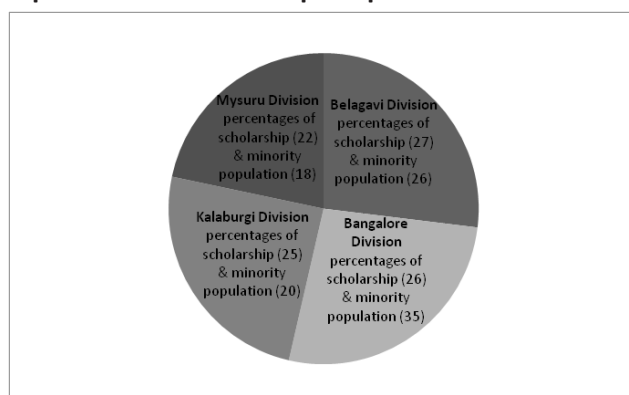 Mysuru Division
percentages of
scholarship (22)
& minority
population (18)
Belagavi Division
percentages of
scholarship (27)
& minority
population (26)
Kalaburgi Division
percentages of
scholarship (25)
& minority
population (20)
Bangalore
Division
percentages of
scholarship (26)
& minority
population (35)